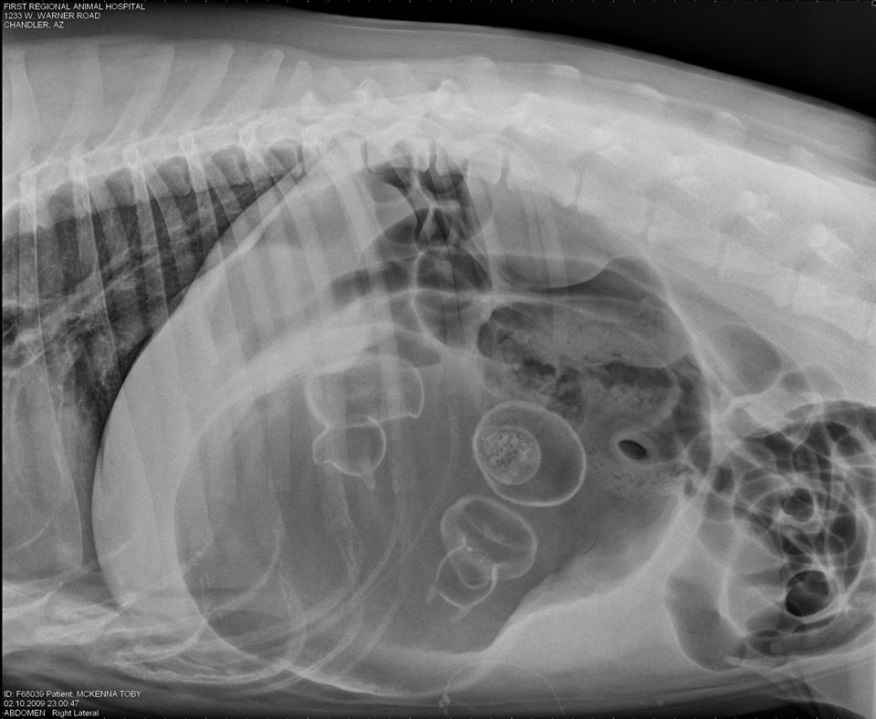 FIRST REGIONAL ANIMAL HOSPITAL
1233 W. WARNER ROAD
CHANDLER, AZ
ID: F68039 Patient: MCKENNA TOBY
02.10.2009 23:00:47
ABDOMEN Right Lateral